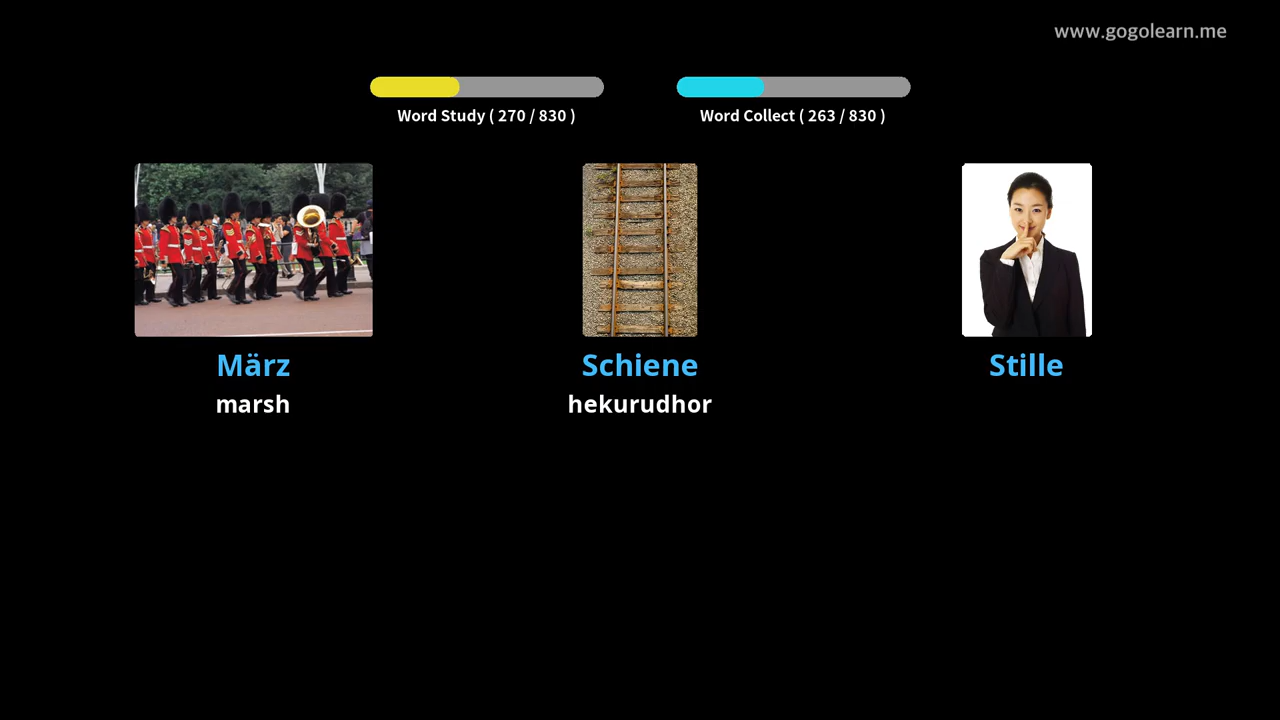 www.gogolearn.me
Word Study ( 270 / 830 )
Word Collect ( 263 / 830 )
März
Schiene
Stille
marsh
hekurudhor